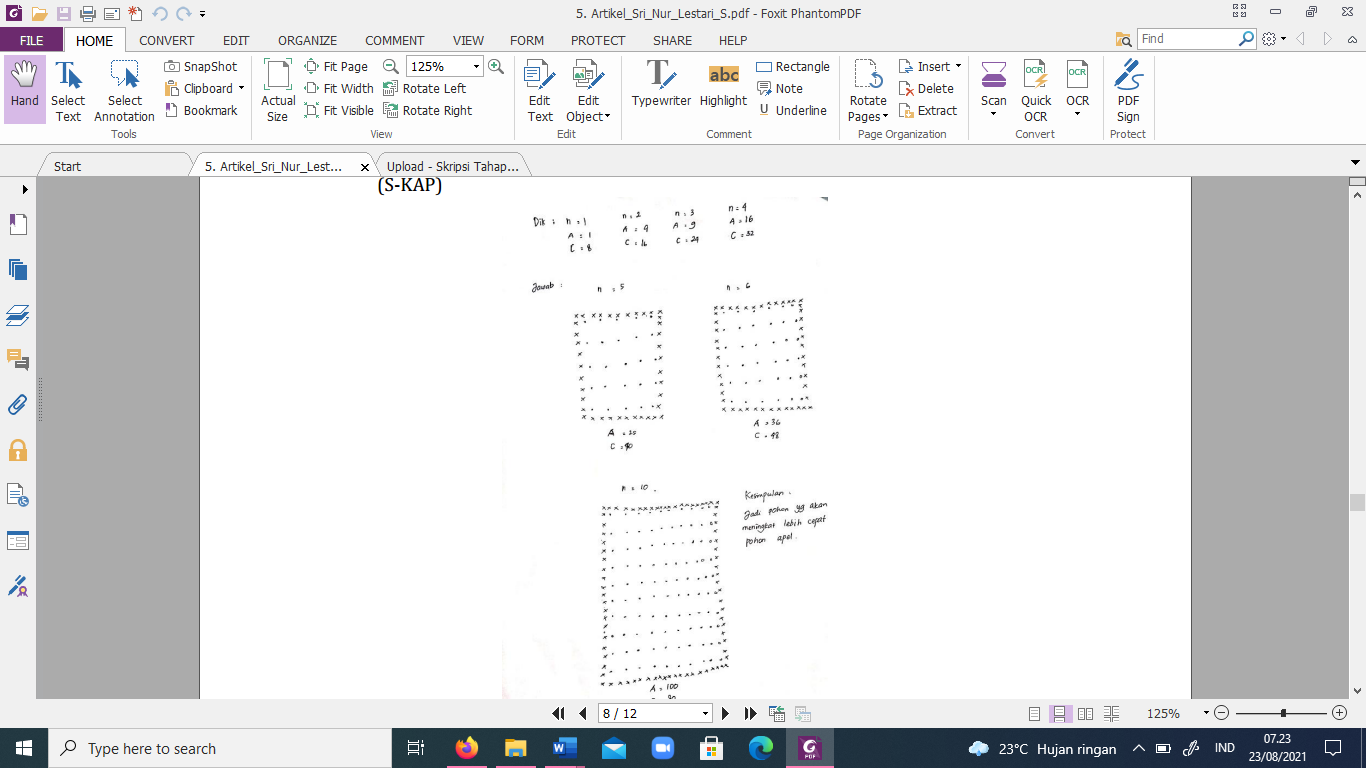 5. Artikel_Sri_Nur_Lestari_S.pdf - Foxit PhantomPDF
FILE HOME CONVERT EDIT ORGANIZE COMMENT VIEW FORM PROTECT SHARE HELP
Find
Hand
Select Text
Select Annotation
SnapShot
Clipboard
Bookmark
Tools
Actual Size
Fit Page
Fit Width
Fit Visible
125%
Rotate Left
Rotate Right
View
Edit Text
Edit Object
Edit
Typewriter
Highlight
Rectangle
Note
Underline
Comment
Rotate Pages
Insert
Delete
Extract
Page Organization
Scan
Quick OCR
OCR
Convert
PDF Sign
Protect
Start
5. Artikel_Sri_Nur_Lest...
Upload - Skripsi Tahap...
(S-KAP)
Dik : n = 1 n = 2 n = 3 n = 4
A = 1 A = 4 A = 9 A = 16
C = 8 C = 16 C = 24 C = 32
Jawab :
n = 5 n = 6
A = 25 A = 36
C = 40 C = 48
n = 10 .
Kesimpulan .
Jadi pohon yg akan
meningkat lebih cepat
pohon apel .
A = 100
8 / 12
125%
Type here to search
23°C Hujan ringan
IND
07.23
23/08/2021